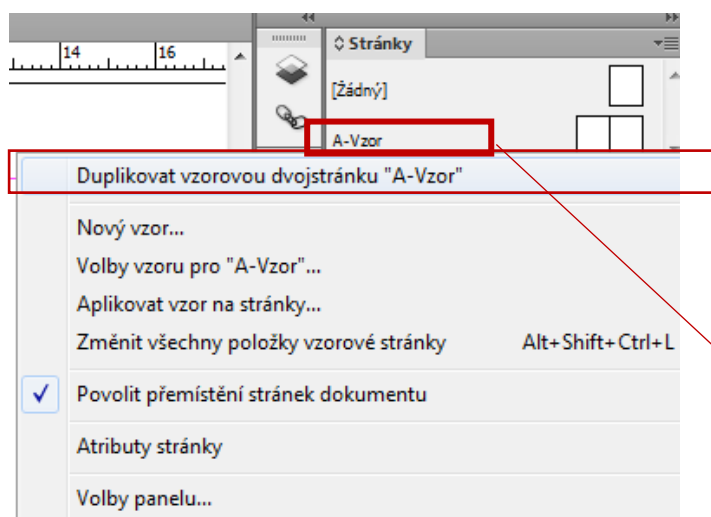 14 16
Stránky
[Žádný]
A-Vzor
Duplikovat vzorovou dvojstránku "A-Vzor"
Nový vzor...
Volby vzoru pro "A-Vzor"...
Aplikovat vzor na stránky...
Změnit všechny položky vzorové stránky Alt+Shift+Ctrl+L
Povolit přemístění stránek dokumentu
Atributy stránky
Volby panelu...